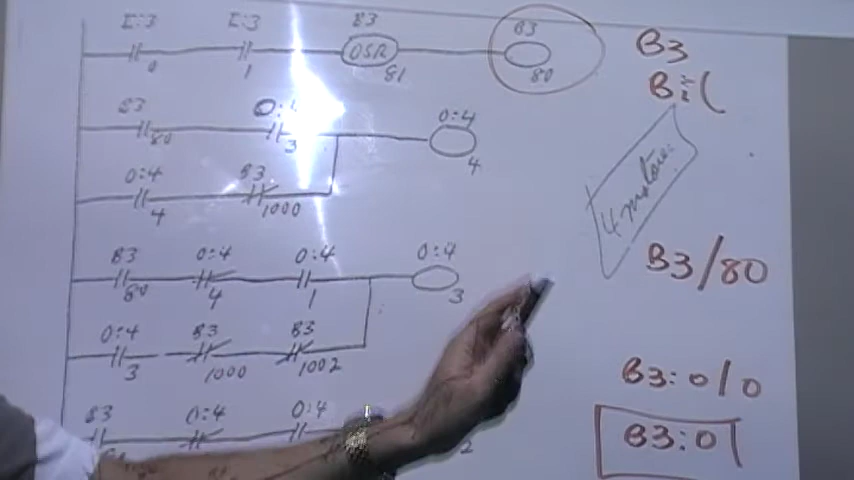 I:3 I:3 B3 B3
0 1 OSR 81 80
B3
B3 O:4
80 3 4
O:4 B3
4 1000
4 motor
B3 O:4 O:4 O:4
80 4 1 3
B3/80
O:4 B3 B3
3 1000 1002
B3:0/0
B3 O:4 O:4
B3:0/
2